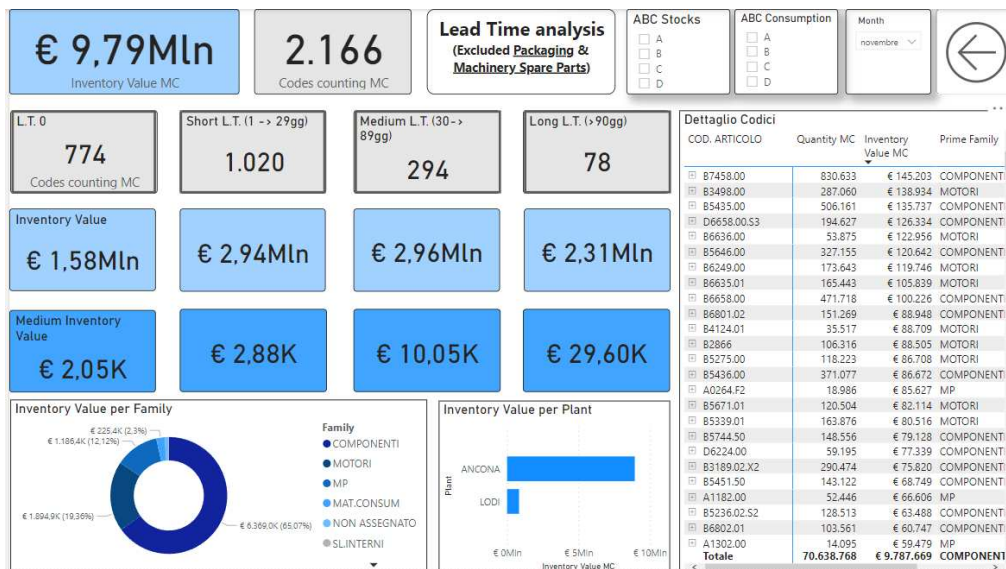 € 9,79Mln
Inventory Value MC
2.166
Codes counting MC
Lead Time analysis
(Excluded Packaging &
Machinery Spare Parts)
ABC Stocks
A
B
C
D
ABC Consumption
A
B
C
D
Month
novembre
L.T. 0
774
Codes counting MC
Short L.T. (1 -> 29gg)
1.020
Medium L.T. (30->
89gg)
294
Long L.T. (>90gg)
78
Inventory Value
€ 1,58Mln
€ 2,94Mln
€ 2,96Mln
€ 2,31Mln
Medium Inventory
Value
€ 2,05K
€ 2,88K
€ 10,05K
€ 29,60K
Inventory Value per Family
€ 225,4K (2,3%)
€ 1.186,4K (12,12%)
€ 1.894,9K (19,36%)
€ 6.369,0K (65,07%)
Family
COMPONENTI
MOTORI
MP
MAT.CONSUM
NON ASSEGNATO
SL.INTERNI
Inventory Value per Plant
Plant
ANCONA
LODI
€ 0Mln € 5Mln € 10Mln
Inventory Value MC
Dettaglio Codici
COD. ARTICOLO Quantity MC Inventory Value MC Prime Family
B7458.00 830.633 € 145.203 COMPONENTI
B3498.00 287.060 € 138.934 MOTORI
B5435.00 506.161 € 135.737 COMPONENTI
D6658.00.S3 194.627 € 126.334 COMPONENTI
B6636.00 53.875 € 122.956 MOTORI
B5646.00 327.155 € 120.642 COMPONENTI
B6249.00 173.643 € 119.746 MOTORI
B6635.01 165.443 € 105.839 MOTORI
B6658.00 471.718 € 100.226 COMPONENTI
B6801.02 151.269 € 88.948 COMPONENTI
B4124.01 35.517 € 88.709 MOTORI
B2866 106.316 € 88.505 MOTORI
B5275.00 118.223 € 86.708 MOTORI
B5436.00 371.077 € 86.672 COMPONENTI
A0264.F2 18.986 € 85.627 MP
B5671.01 120.504 € 82.114 MOTORI
B5339.01 163.876 € 80.516 MOTORI
B5744.50 148.556 € 79.128 COMPONENTI
D6224.00 59.195 € 77.339 COMPONENTI
B3189.02.X2 290.474 € 75.820 COMPONENTI
B5451.50 143.122 € 68.749 COMPONENTI
A1182.00 52.446 € 66.606 MP
B5236.02.S2 128.513 € 63.488 COMPONENTI
B6802.01 103.561 € 60.747 COMPONENTI
A1302.00 14.095 € 59.479 MP
Totale 70.638.768 € 9.787.669 COMPONENT